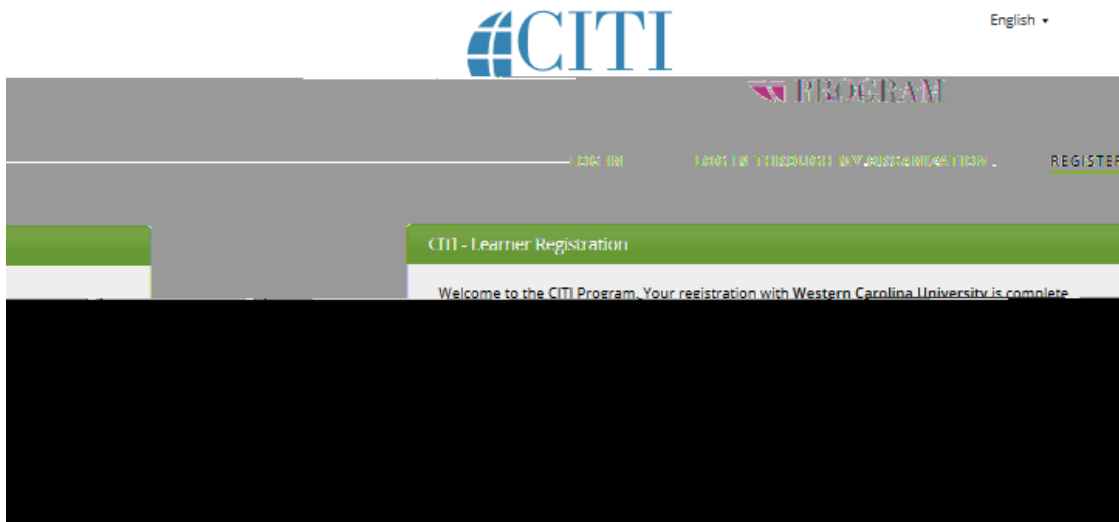 English
CITI
PROGRAM
LOG IN LOG IN THROUGH MY ORGANIZATION REGISTER
CITI - Learner Registration
Welcome to the CITI Program. Your registration with Western Carolina University is complete